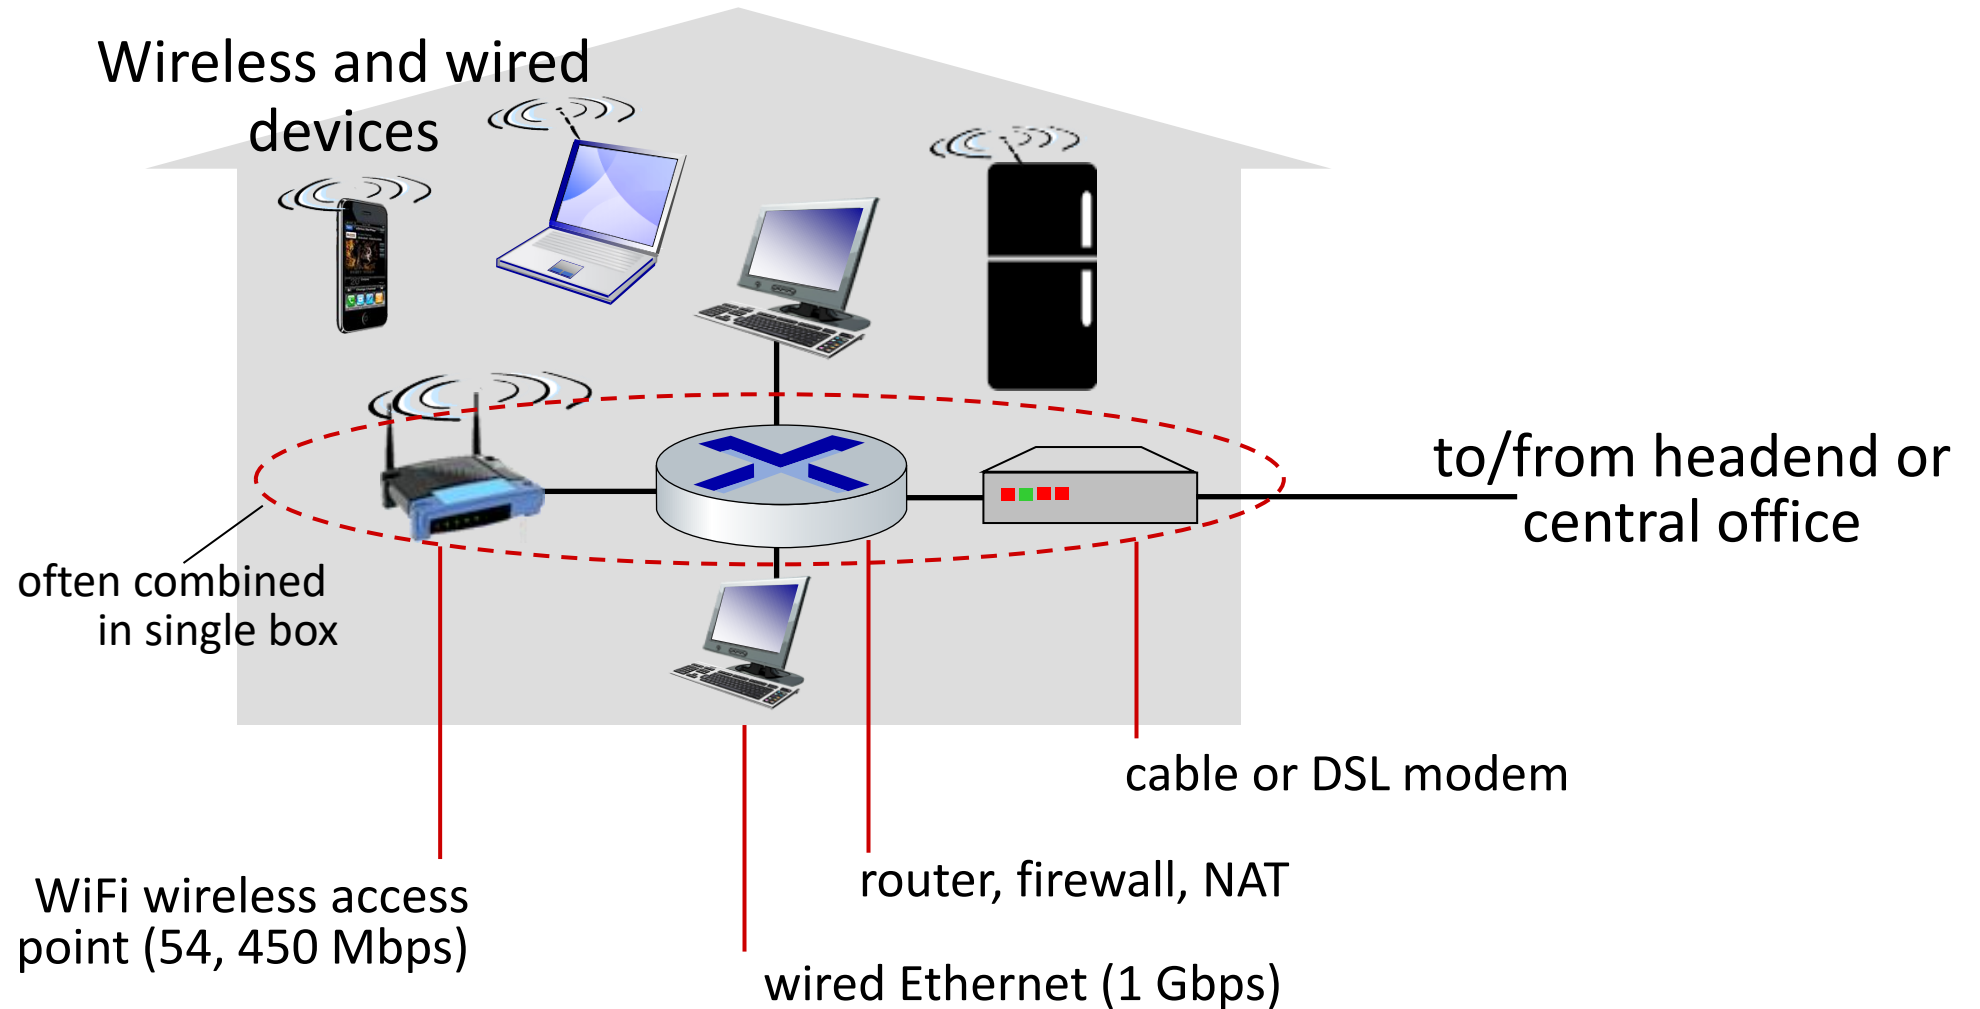 Wireless and wired
devices
to/from headend or
central office
often combined
in single box
cable or DSL modem
router, firewall, NAT
WiFi wireless access
point (54, 450 Mbps)
wired Ethernet (1 Gbps)